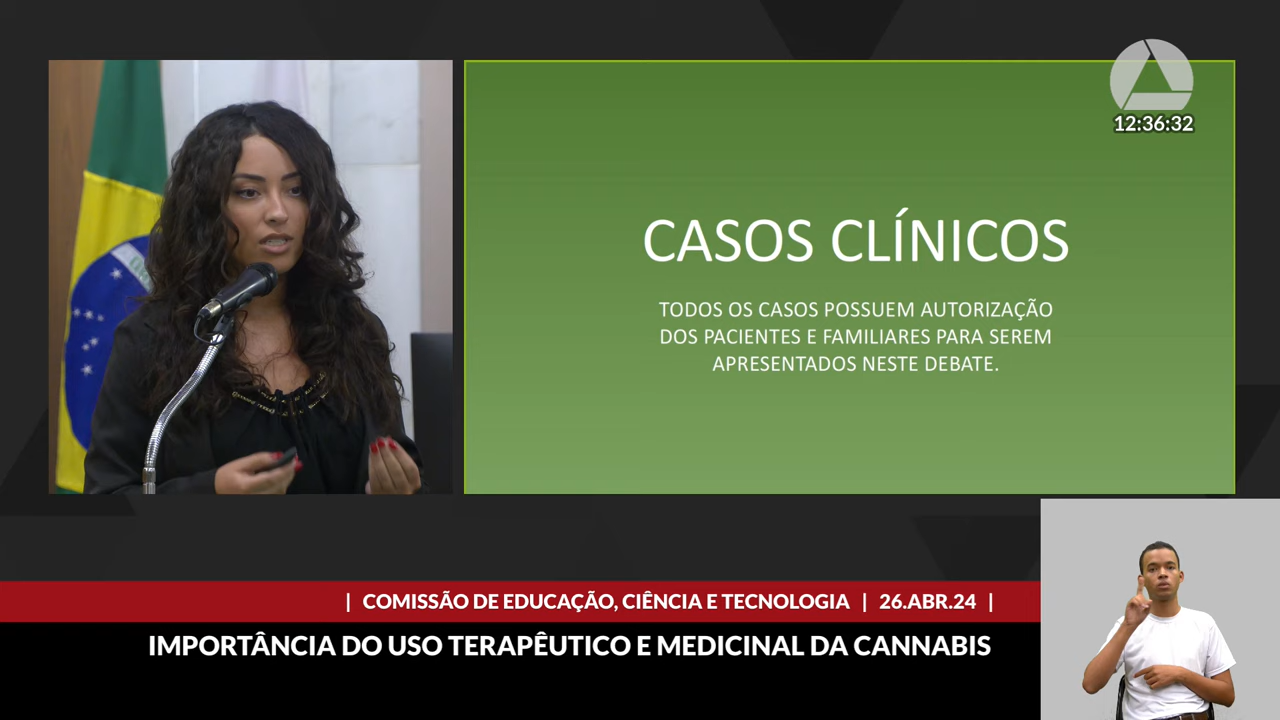 12:36:32
CASOS CLÍNICOS
TODOS OS CASOS POSSUEM AUTORIZAÇÃO
DOS PACIENTES E FAMILIARES PARA SEREM
APRESENTADOS NESTE DEBATE.
| COMISSÃO DE EDUCAÇÃO, CIÊNCIA E TECNOLOGIA | 26.ABR.24 |
IMPORTÂNCIA DO USO TERAPÊUTICO E MEDICINAL DA CANNABIS